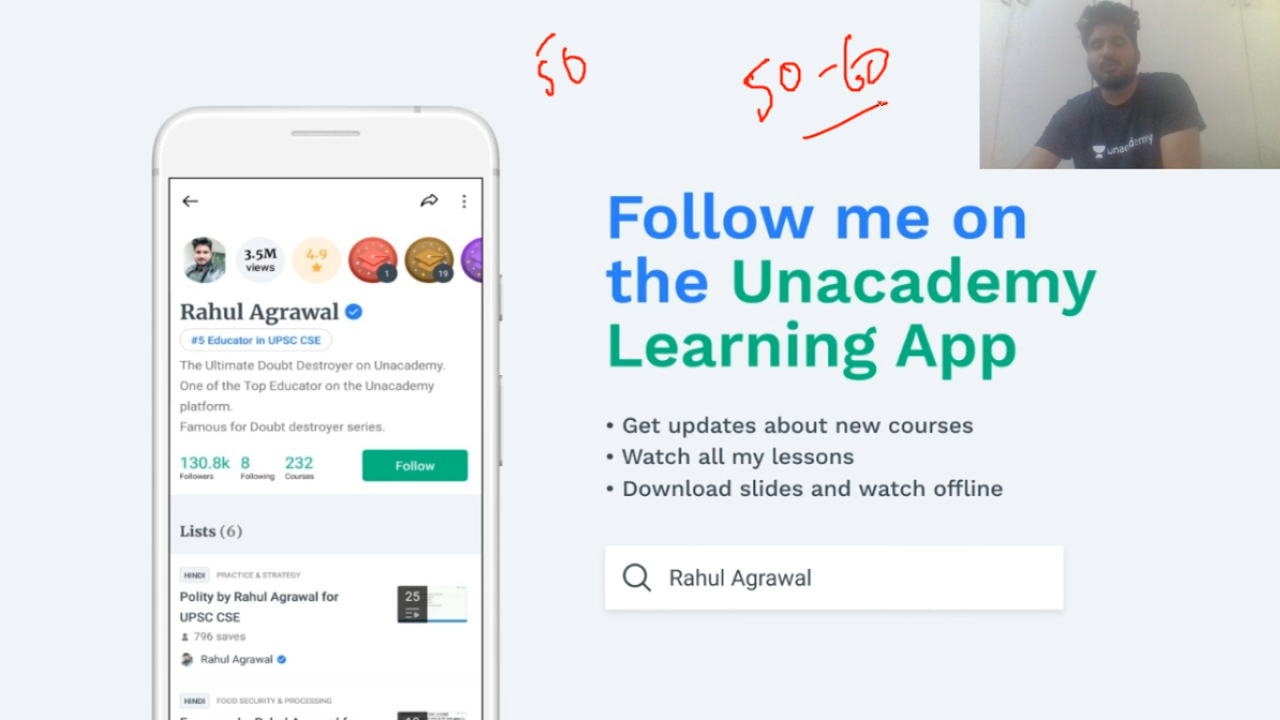 50
50-60
unacademy
3.5M
views
4.9
1
19
Rahul Agrawal
#5 Educator in UPSC CSE
The Ultimate Doubt Destroyer on Unacademy.
One of the Top Educator on the Unacademy
platform.
Famous for Doubt destroyer series.
130.8k 8 232
Followers Following Courses
Follow
Lists (6)
HINDI PRACTICE & STRATEGY
Polity by Rahul Agrawal for
UPSC CSE
25
796 saves
Rahul Agrawal
HINDI FOOD SECURITY & PROCESSING
Follow me on
the Unacademy
Learning App
• Get updates about new courses
• Watch all my lessons
• Download slides and watch offline
Rahul Agrawal